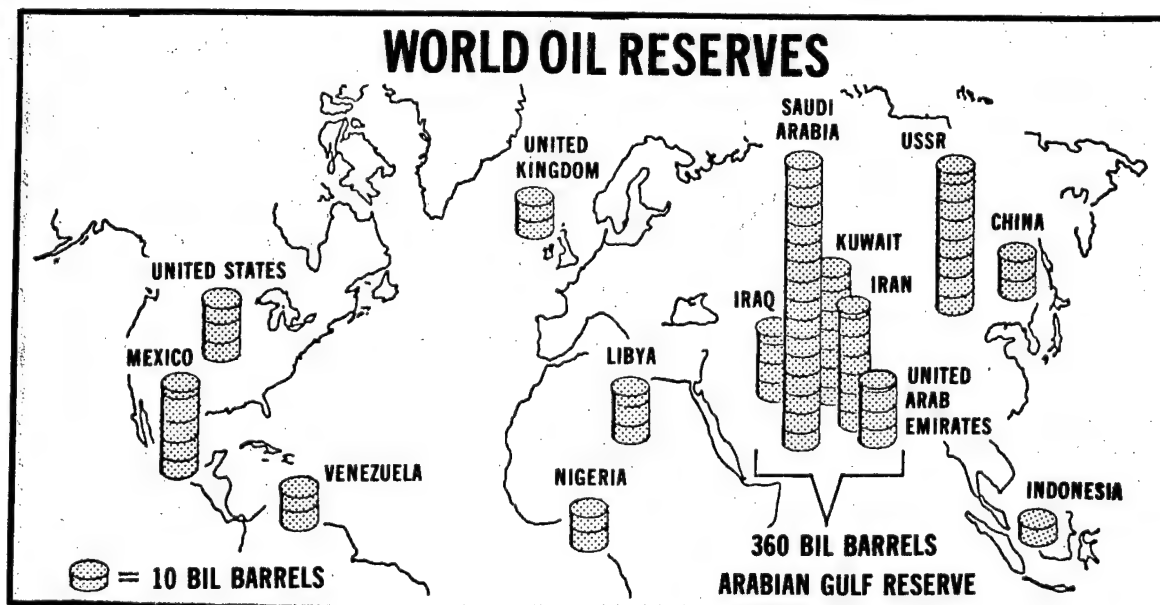 WORLD OIL RESERVES
SAUDI
ARABIA
USSR
UNITED
KINGDOM
CHINA
KUWAIT
UNITED STATES
IRAN
IRAQ
MEXICO
LIBYA
UNITED
ARAB
EMIRATES
VENEZUELA
NIGERIA
INDONESIA
360 BIL BARRELS
ARABIAN GULF RESERVE
= 10 BIL BARRELS